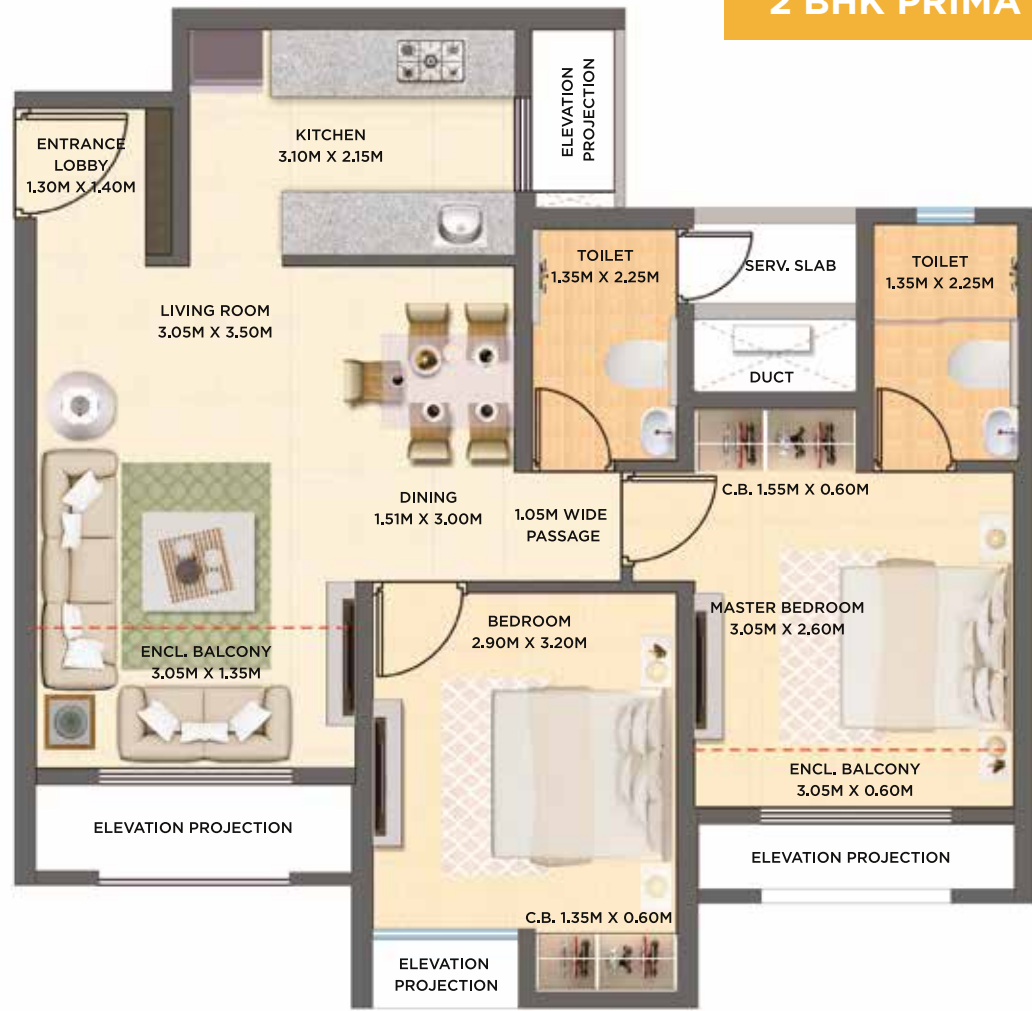 2 BHK PRIMA
ELEVATION
PROJECTION
KITCHEN
3.10M X 2.15M
ENTRANCE
LOBBY
1.30M X 1.40M
TOILET
1.35M X 2.25M
SERV. SLAB
TOILET
1.35M X 2.25M
LIVING ROOM
3.05M X 3.50M
DUCT
DINING
1.51M X 3.00M
1.05M WIDE
PASSAGE
C.B. 1.55M X 0.60M
BEDROOM
2.90M X 3.20M
MASTER BEDROOM
3.05M X 2.60M
ENCL. BALCONY
3.05M X 1.35M
ENCL. BALCONY
3.05M X 0.60M
ELEVATION PROJECTION
ELEVATION PROJECTION
C.B. 1.35M X 0.60M
ELEVATION
PROJECTION